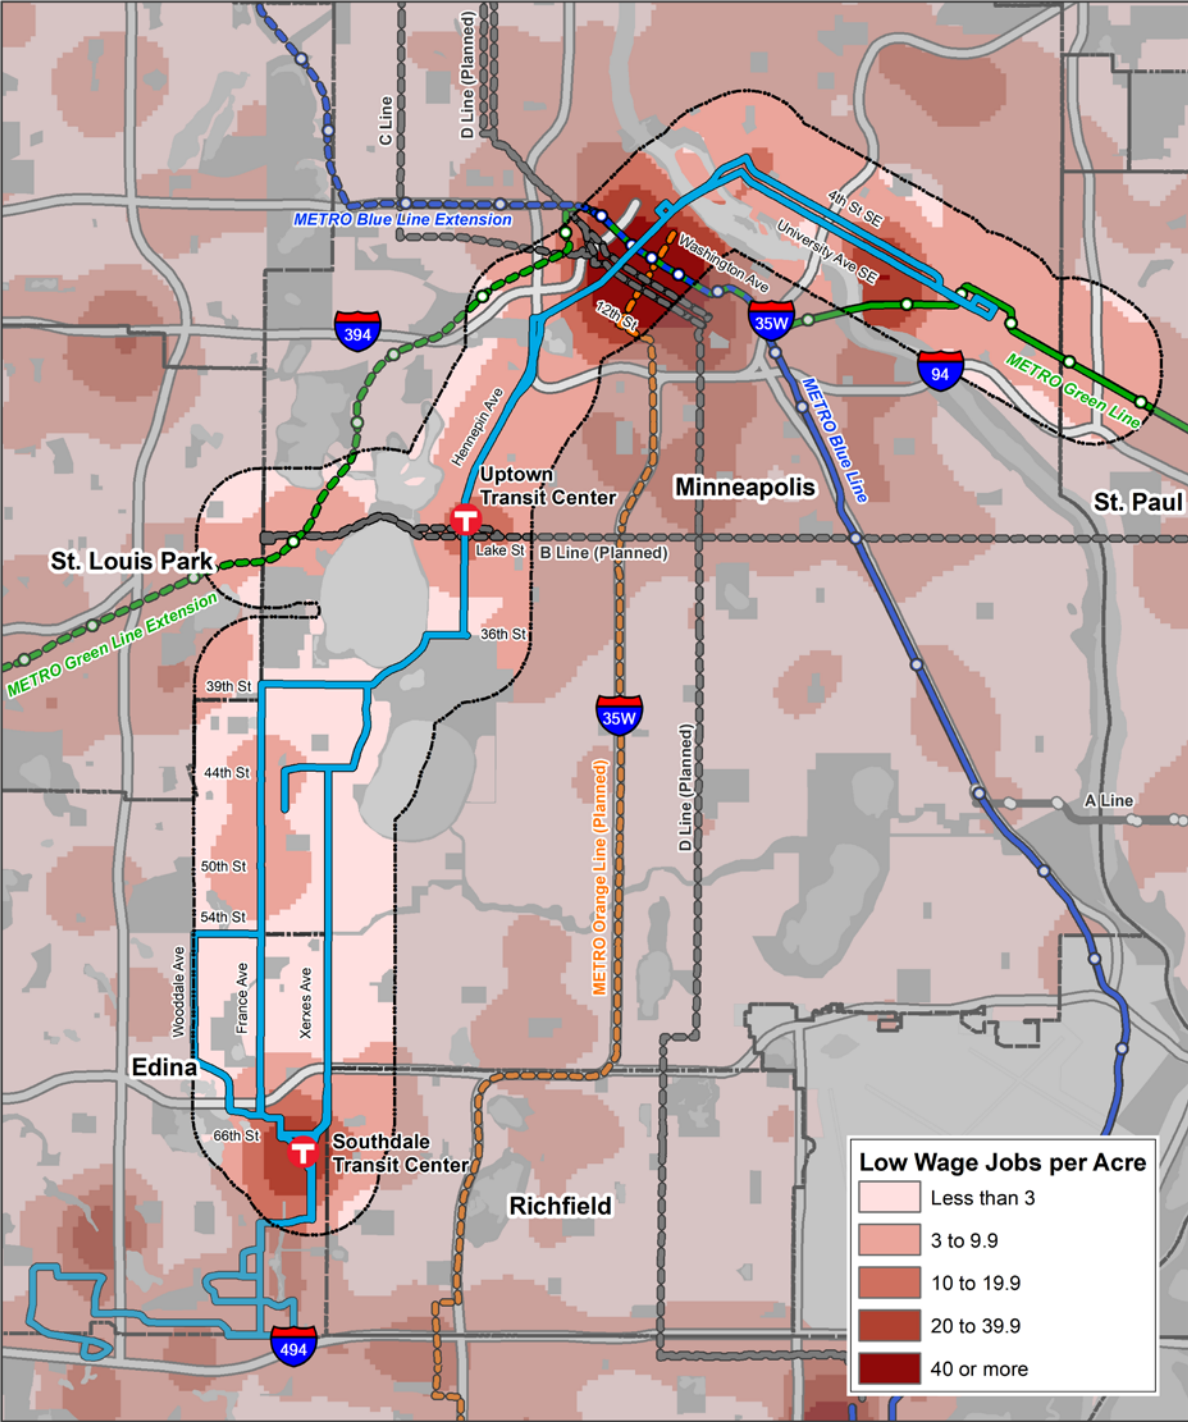 C Line
D Line (Planned)
METRO Blue Line Extension
4th St SE
University Ave SE
Washington Ave
12th St
394
35W
94
METRO Green Line
METRO Blue Line
Hennepin Ave
Uptown
Transit Center
T
Minneapolis
St. Paul
St. Louis Park
Lake St
B Line (Planned)
METRO Green Line Extension
36th St
39th St
35W
44th St
D Line (Planned)
METRO Orange Line (Planned)
A Line
50th St
54th St
Wooddale Ave
France Ave
Xerxes Ave
Edina
66th St
T
Southdale
Transit Center
Richfield
494
Low Wage Jobs per Acre
Less than 3
3 to 9.9
10 to 19.9
20 to 39.9
40 or more